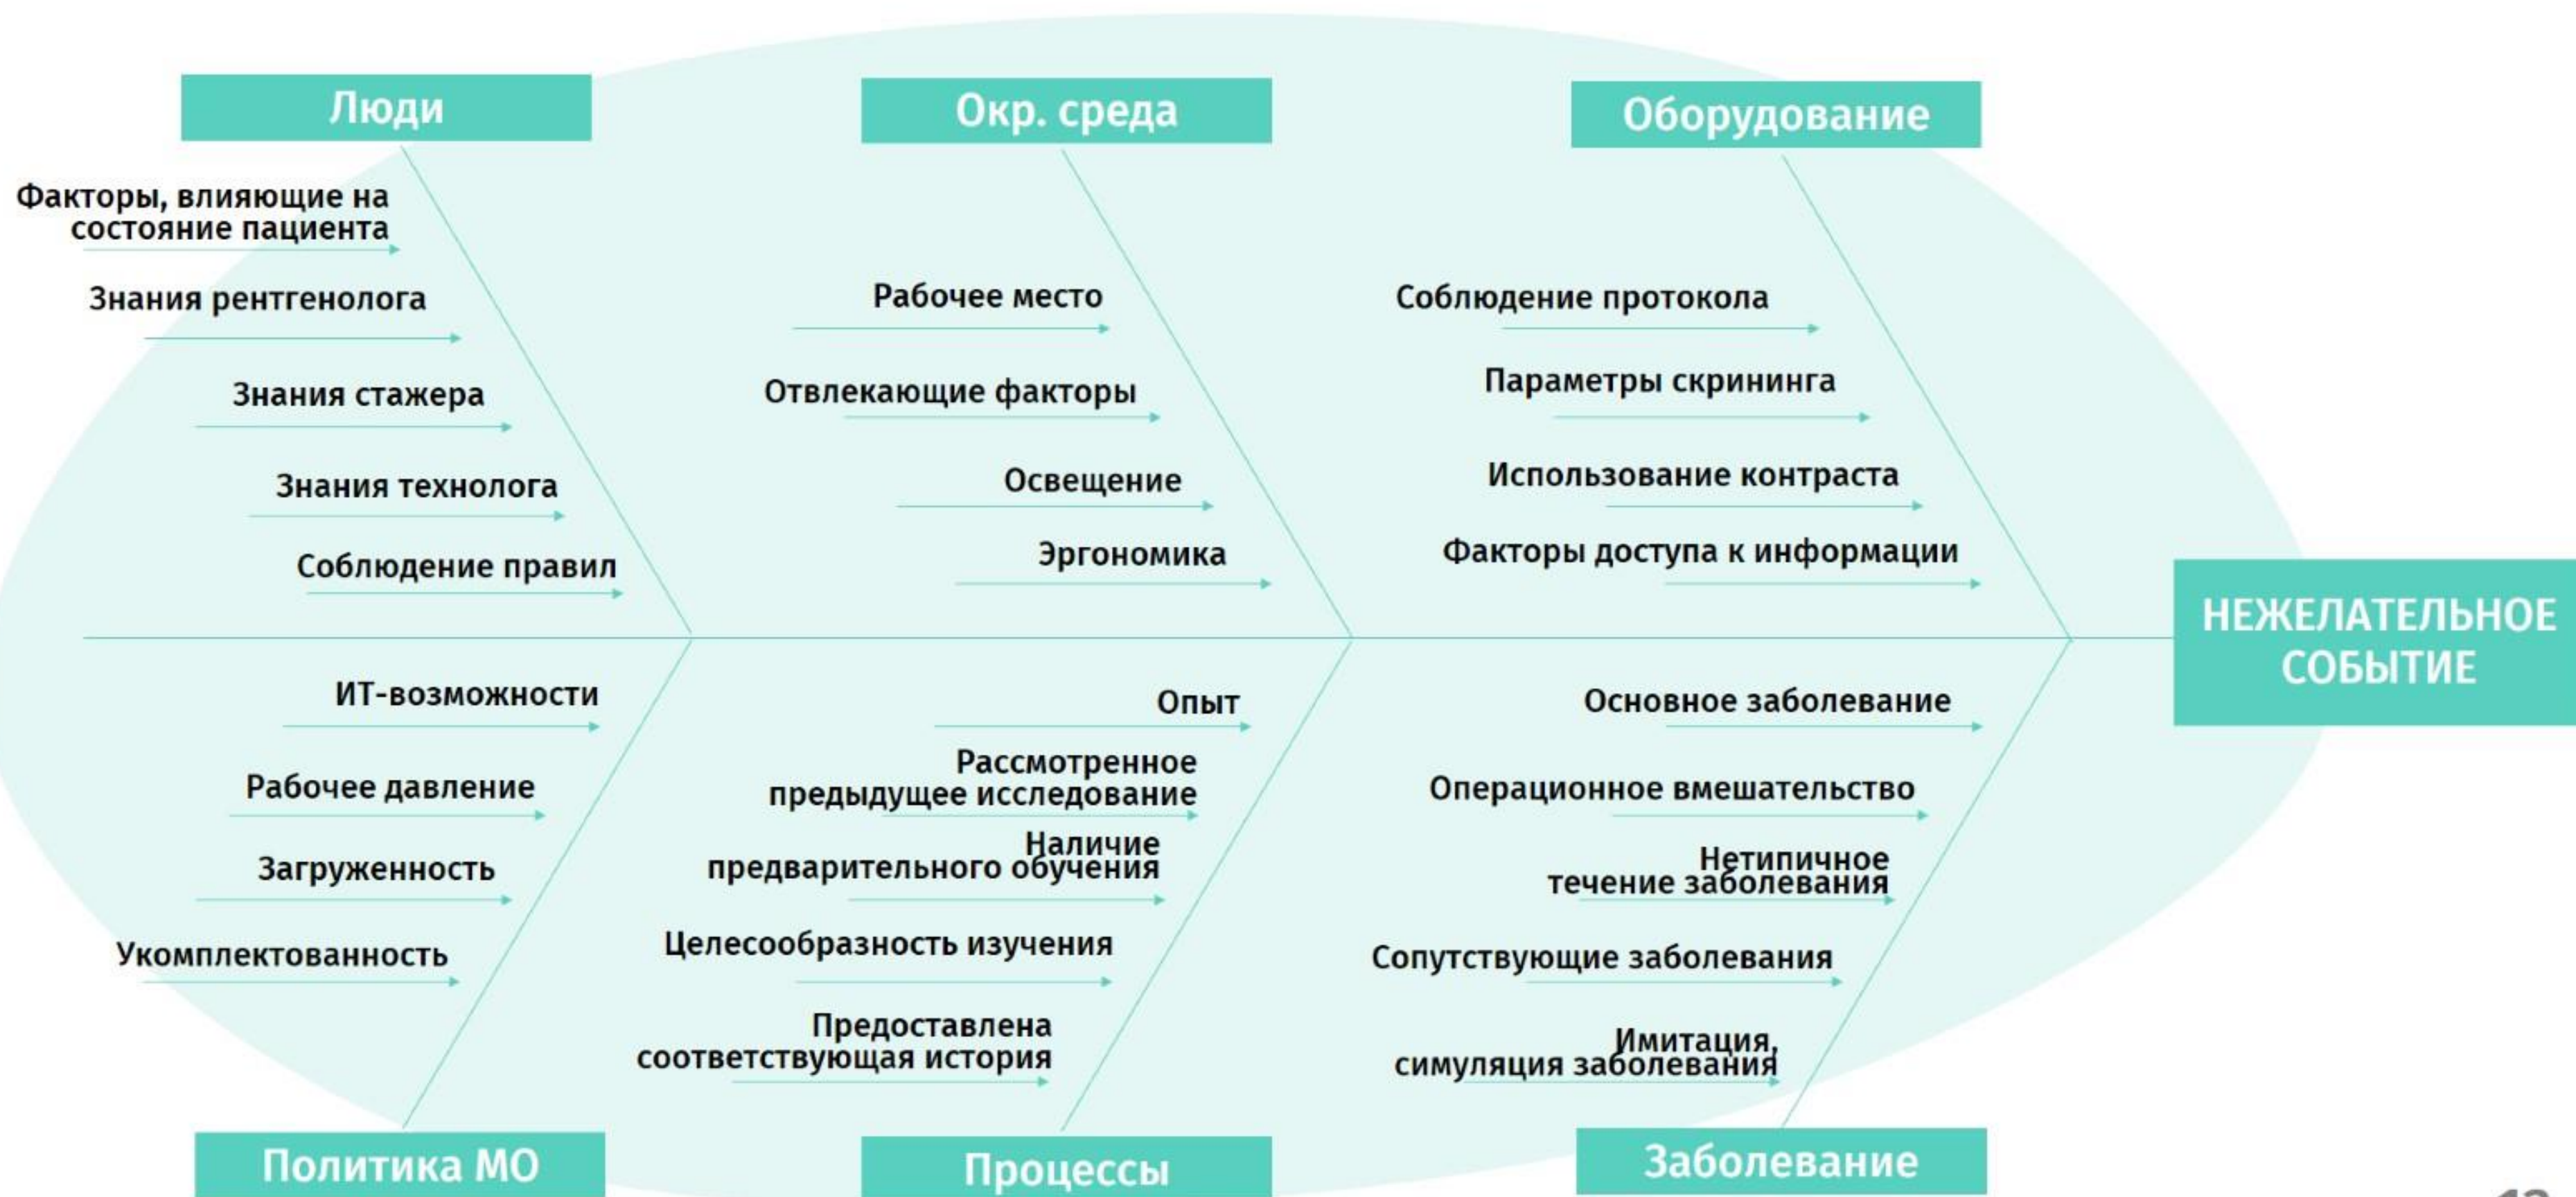 Люди
Окр. среда
Оборудование
Факторы, влияющие на
состояние пациента
Знания рентгенолога
Знания стажера
Знания технолога
Соблюдение правил
Рабочее место
Отвлекающие факторы
Освещение
Эргономика
Соблюдение протокола
Параметры скрининга
Использование контраста
Факторы доступа к информации
НЕЖЕЛАТЕЛЬНОЕ
СОБЫТИЕ
ИТ-возможности
Рабочее давление
Загруженность
Укомплектованность
Опыт
Рассмотренное
предыдущее исследование
Наличие
предварительного обучения
Целесообразность изучения
Предоставлена
соответствующая история
Основное заболевание
Операционное вмешательство
Нетипичное
течение заболевания
Сопутствующие заболевания
Имитация,
симуляция заболевания
Политика МО
Процессы
Заболевание